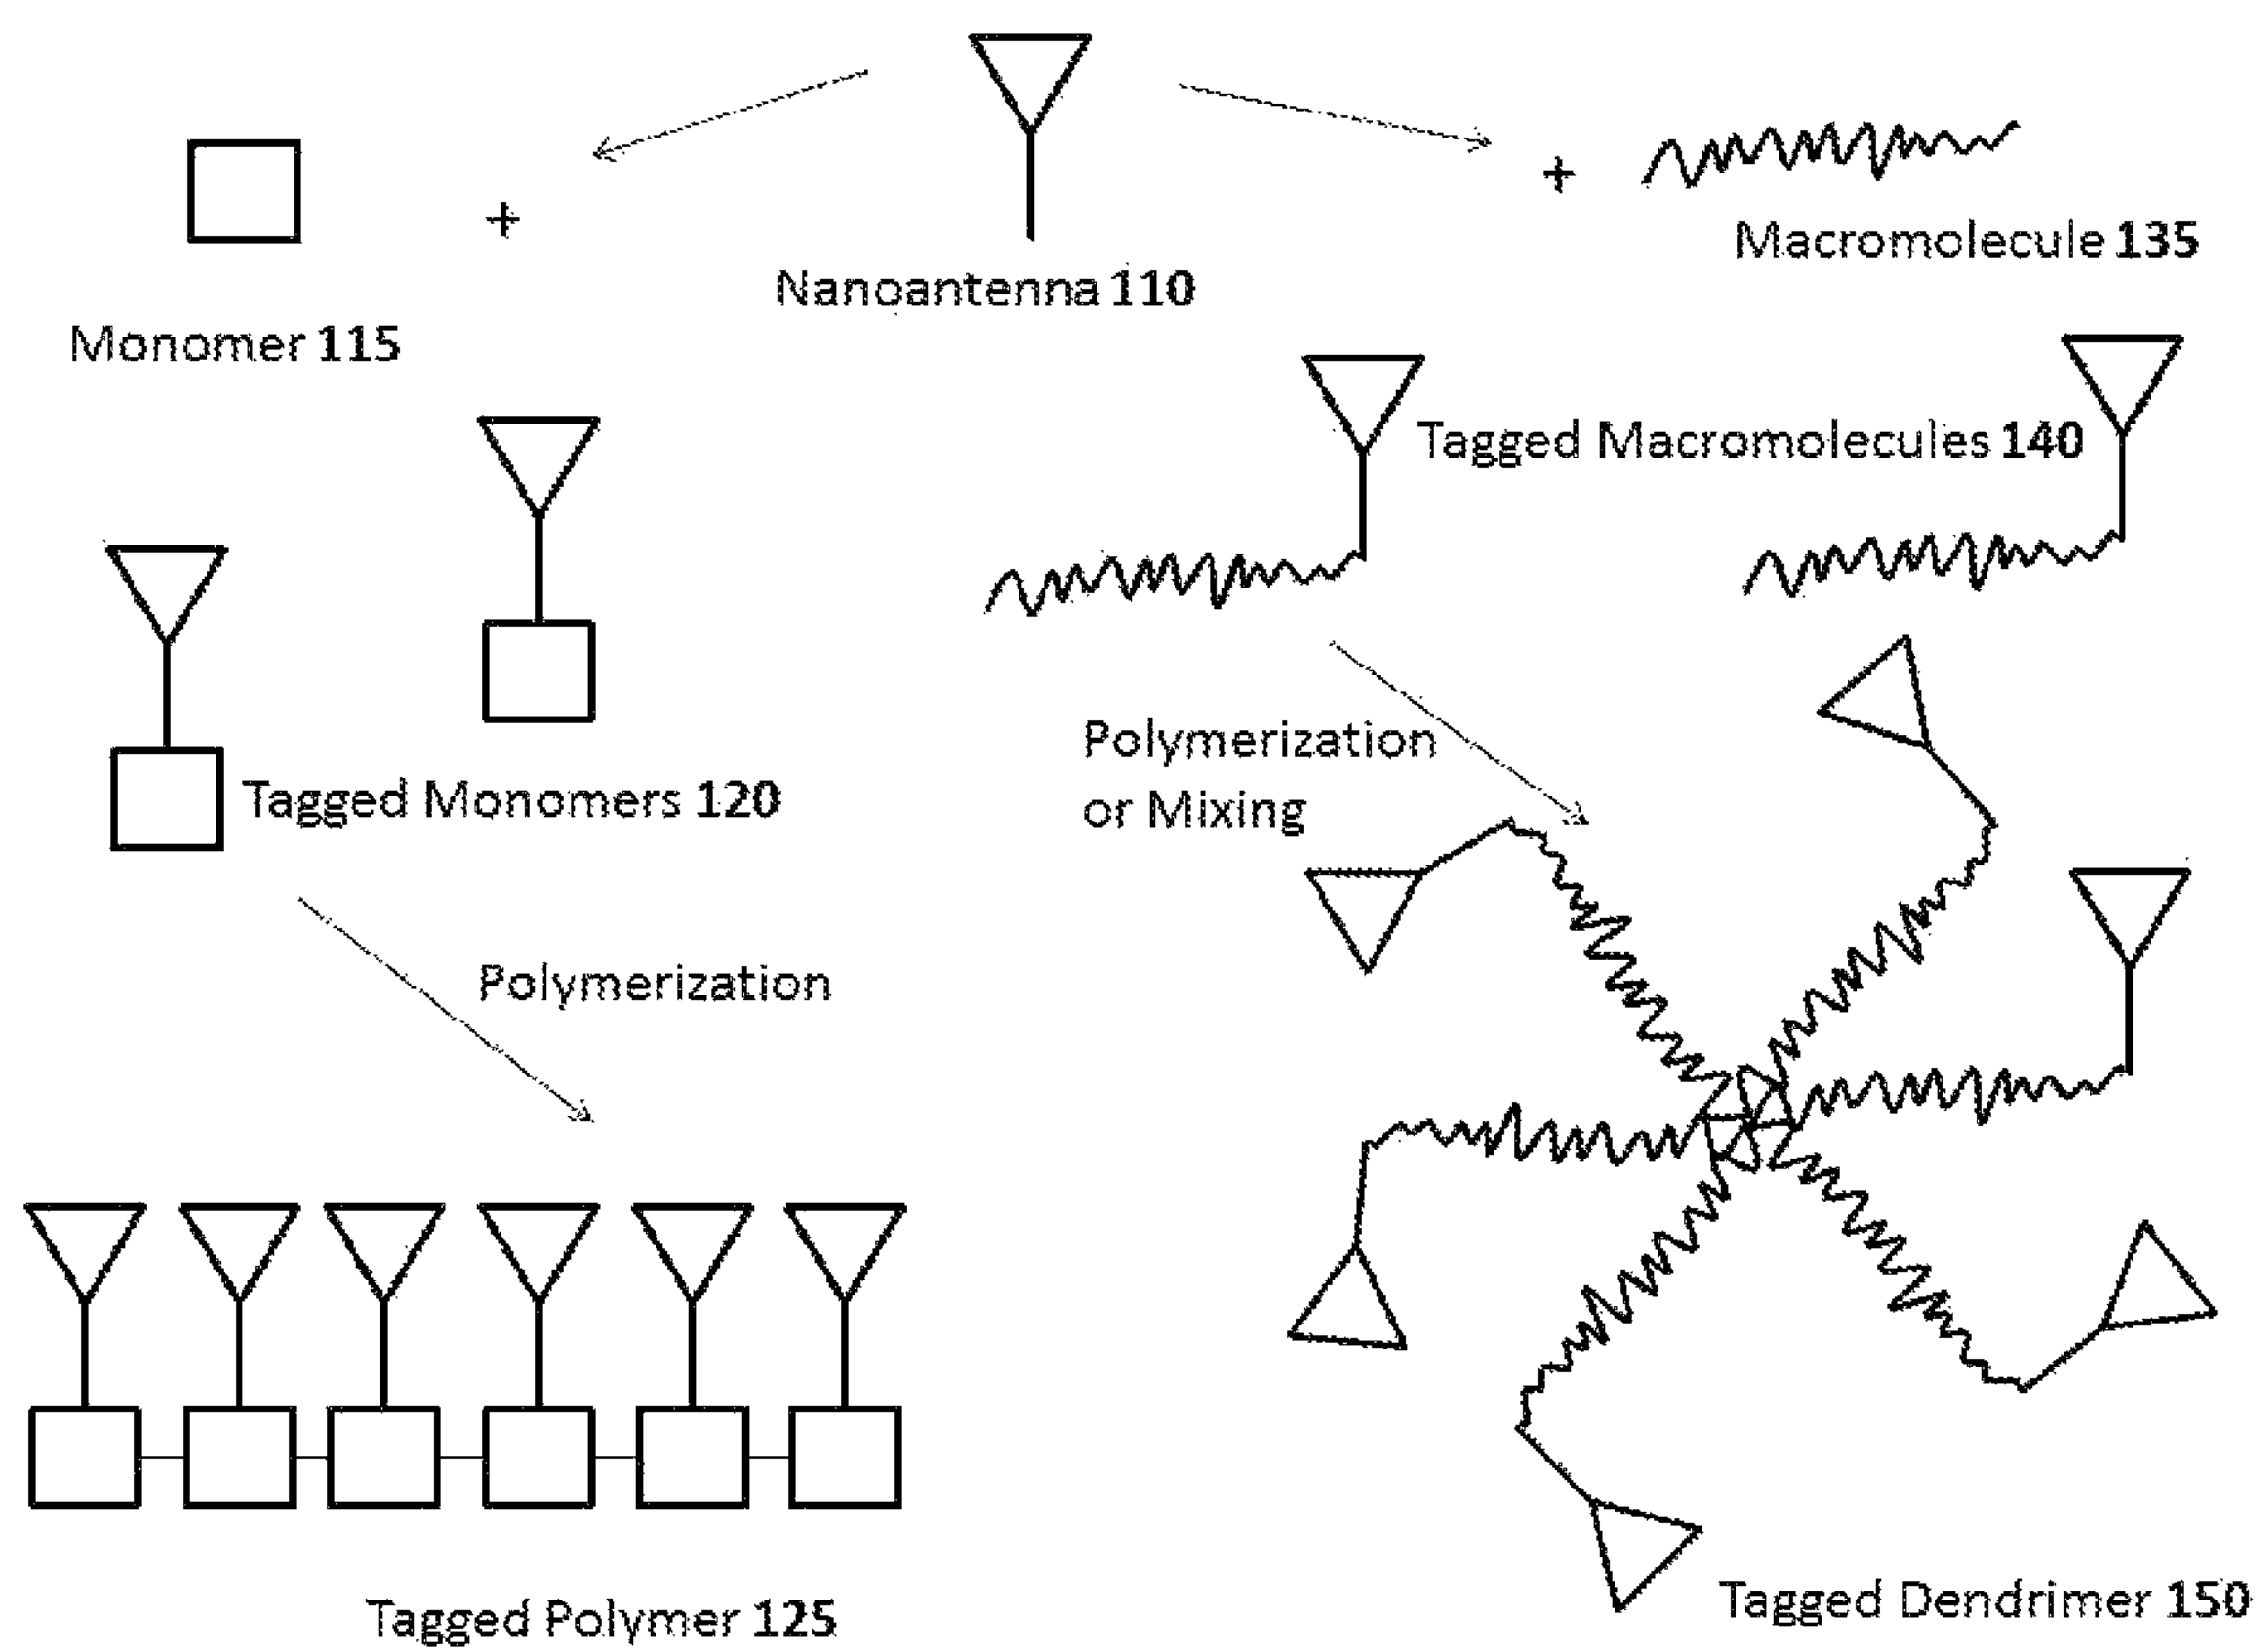 +
+
Macromolecule 135
Nanoantenna 110
Monomer 115
Tagged Macromolecules 140
Polymerization
or Mixing
Tagged Monomers 120
Polymerization
Tagged Dendrimer 150
Tagged Polymer 125